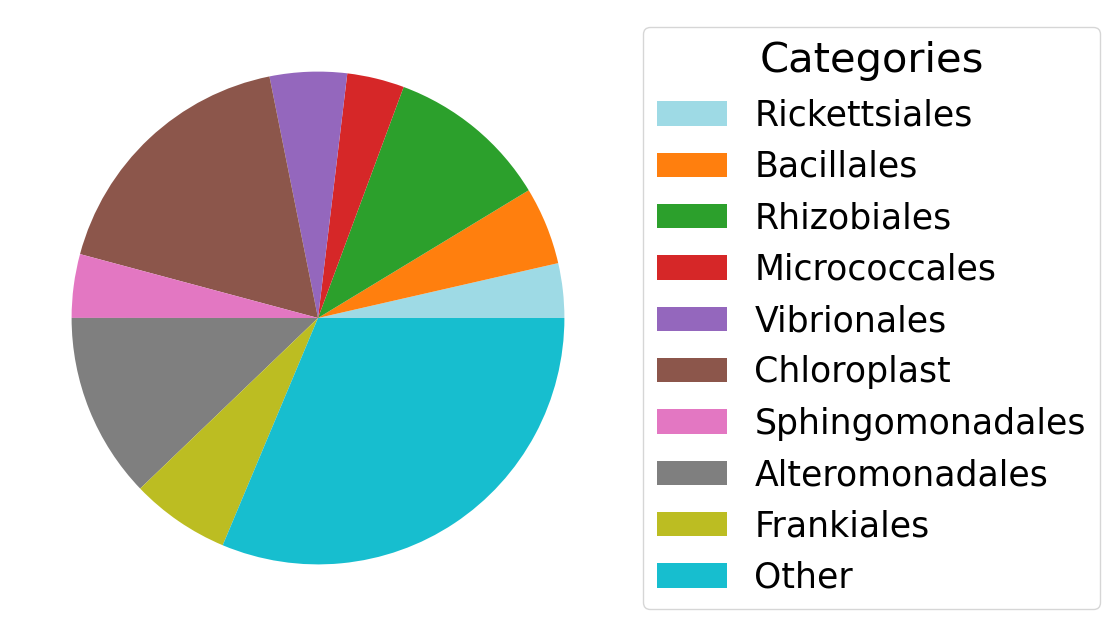 Categories
Rickettsiales
Bacillales
Rhizobiales
Micrococcales
Vibrionales
Chloroplast
Sphingomonadales
Alteromonadales
Frankiales
Other